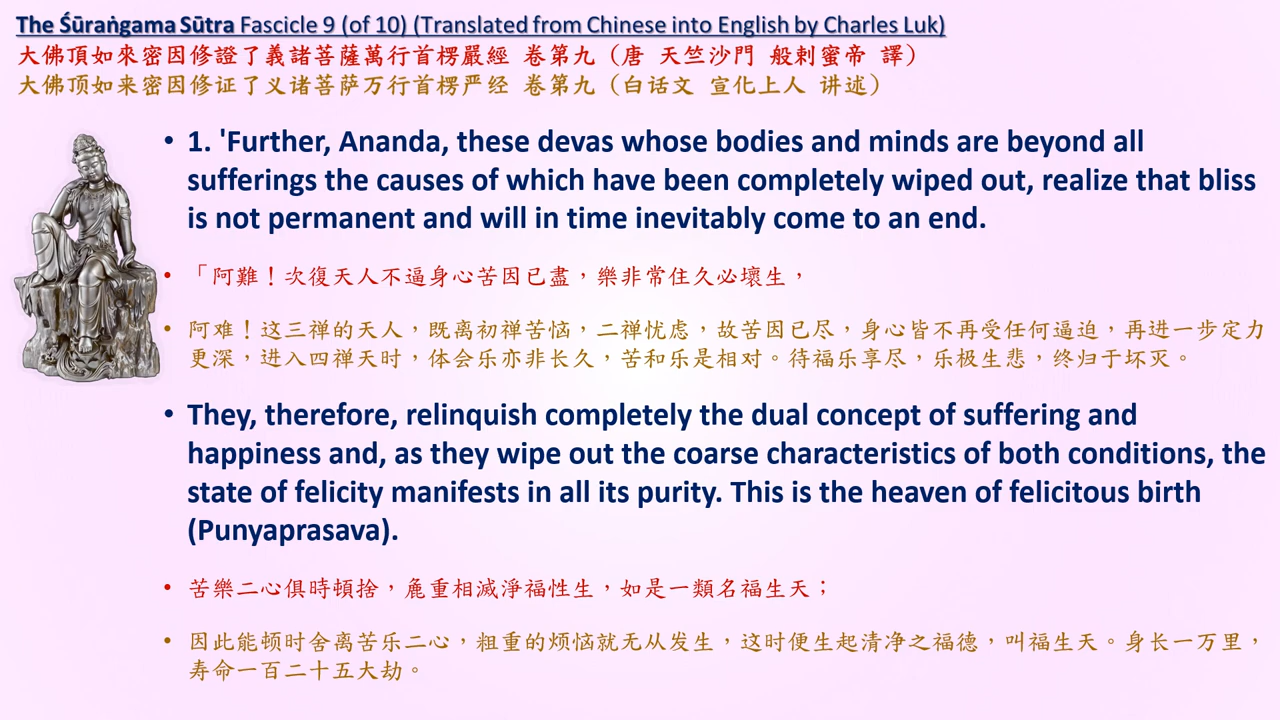 The Śūraṅgama Sūtra Fascicle 9 (of 10) (Translated from Chinese into English by Charles Luk)
大佛頂如來密因修證了義諸菩薩萬行首楞嚴經 卷第九（唐 天竺沙門 般剌蜜帝 譯）
大佛顶如来密因修证了义诸菩萨万行首楞严经 卷第九（白话文 宣化上人 讲述）
• 1. 'Further, Ananda, these devas whose bodies and minds are beyond all
sufferings the causes of which have been completely wiped out, realize that bliss
is not permanent and will in time inevitably come to an end.
• 「阿難！次復天人不逼身心苦因已盡，樂非常住久必壞生，
• 阿难！这三禅的天人，既离初禅苦恼，二禅忧虑，故苦因已尽，身心皆不再受任何逼迫，再进一步定力
更深，进入四禅天时，体会乐亦非长久，苦和乐是相对。待福乐享尽，乐极生悲，终归于坏灭。
• They, therefore, relinquish completely the dual concept of suffering and
happiness and, as they wipe out the coarse characteristics of both conditions, the
state of felicity manifests in all its purity. This is the heaven of felicitous birth
(Punyaprasava).
• 苦樂二心俱時頓捨，麁重相滅淨福性生，如是一類名福生天；
• 因此能顿时舍离苦乐二心，粗重的烦恼就无从发生，这时便生起清净之福德，叫福生天。身长一万里，
寿命一百二十五大劫。